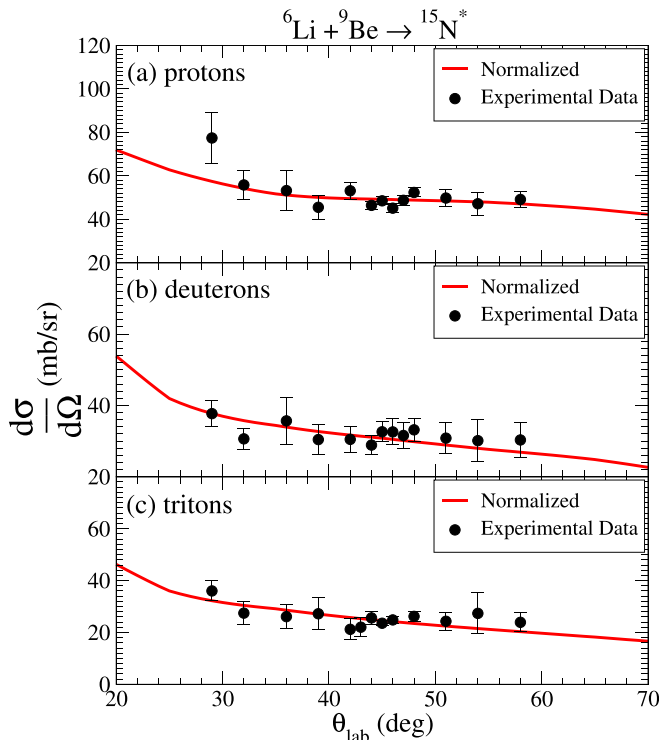 ⁶Li + ⁹Be → ¹⁵N*
(a) protons
Normalized
Experimental Data
120
100
80
60
40
20
(b) deuterons
Normalized
Experimental Data
60
40
20
(c) tritons
Normalized
Experimental Data
60
40
20
0
dσ/dΩ (mb/sr)
20 30 40 50 60 70
θlab (deg)